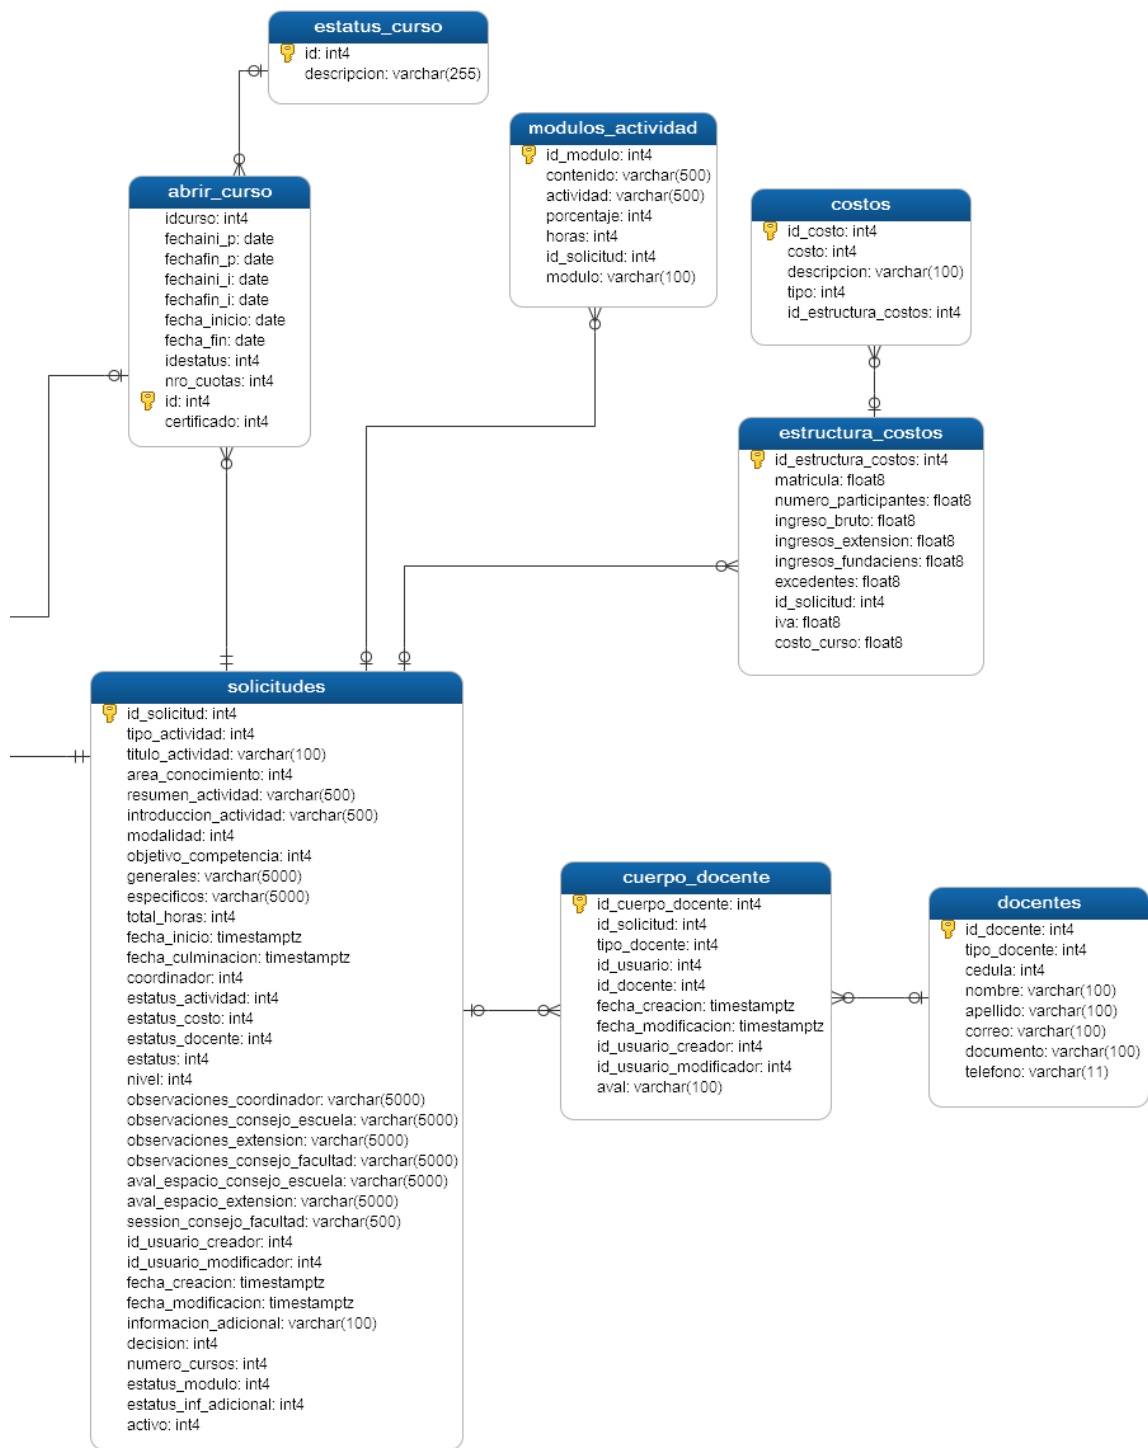 estatus_curso
id: int4
descripcion: varchar(255)
modulos_actividad
id_modulo: int4
contenido: varchar(500)
actividad: varchar(500)
porcentaje: int4
horas: int4
id_solicitud: int4
modulo: varchar(100)
abrir_curso
idcurso: int4
fechaini_p: date
fechafin_p: date
fechaini_i: date
fechafin_i: date
fecha_inicio: date
fecha_fin: date
idestatus: int4
nro_cuotas: int4
id: int4
certificado: int4
costos
id_costo: int4
costo: int4
descripcion: varchar(100)
tipo: int4
id_estructura_costos: int4
estructura_costos
id_estructura_costos: int4
matricula: float8
numero_participantes: float8
ingreso_bruto: float8
ingresos_extension: float8
ingresos_fundaciens: float8
excedentes: float8
id_solicitud: int4
iva: float8
costo_curso: float8
solicitudes
id_solicitud: int4
tipo_actividad: int4
titulo_actividad: varchar(100)
area_conocimiento: int4
resumen_actividad: varchar(500)
introduccion_actividad: varchar(500)
modalidad: int4
objetivo_competencia: int4
generales: varchar(5000)
especificos: varchar(5000)
total_horas: int4
fecha_inicio: timestamptz
fecha_culminacion: timestamptz
coordinador: int4
estatus_actividad: int4
estatus_costo: int4
estatus_docente: int4
estatus: int4
nivel: int4
observaciones_coordinador: varchar(5000)
observaciones_consejo_escuela: varchar(5000)
observaciones_extension: varchar(5000)
observaciones_consejo_facultad: varchar(5000)
aval_espacio_consejo_escuela: varchar(5000)
aval_espacio_extension: varchar(5000)
session_consejo_facultad: varchar(500)
id_usuario_creador: int4
id_usuario_modificador: int4
fecha_creacion: timestamptz
fecha_modificacion: timestamptz
informacion_adicional: varchar(100)
decision: int4
numero_cursos: int4
estatus_modulo: int4
estatus_inf_adicional: int4
activo: int4
cuerpo_docente
id_cuerpo_docente: int4
id_solicitud: int4
tipo_docente: int4
id_usuario: int4
id_docente: int4
fecha_creacion: timestamptz
fecha_modificacion: timestamptz
id_usuario_creador: int4
id_usuario_modificador: int4
aval: varchar(100)
docentes
id_docente: int4
tipo_docente: int4
cedula: int4
nombre: varchar(100)
apellido: varchar(100)
correo: varchar(100)
documento: varchar(100)
telefono: varchar(11)